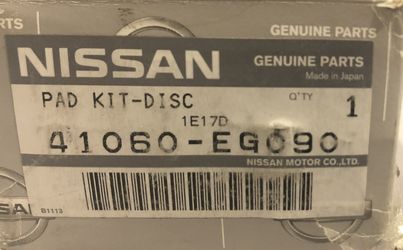 GENUINE PARTS
NISSAN
GENUINE PARTS
Made in Japan
PAD KIT-DISC
Q'TY
1
1E17D
41060-EG090
NISSAN MOTOR CO.,LTD.
B1113
SA